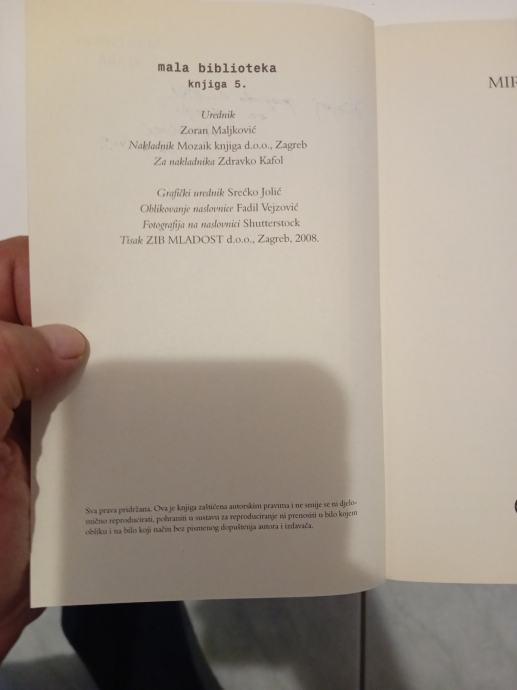 mala biblioteka
knjiga 5.
Urednik
Zoran Maljković
Nakladnik Mozaik knjiga d.o.o., Zagreb
Za nakladnika Zdravko Kafol
Grafički urednik Srećko Jolić
Oblikovanje naslovnice Fadil Vejzović
Fotografija na naslovnici Shutterstock
Tisak ZIB MLADOST d.o.o., Zagreb, 2008.
Sva prava pridržana. Ova je knjiga zaštićena autorskim pravima i ne smije se ni djelo-
mično reproducirati, pohraniti u sustavu za reproduciranje ni prenositi u bilo kojem
obliku i na bilo koji način bez pismenog dopuštenja autora i izdavača.
MIR